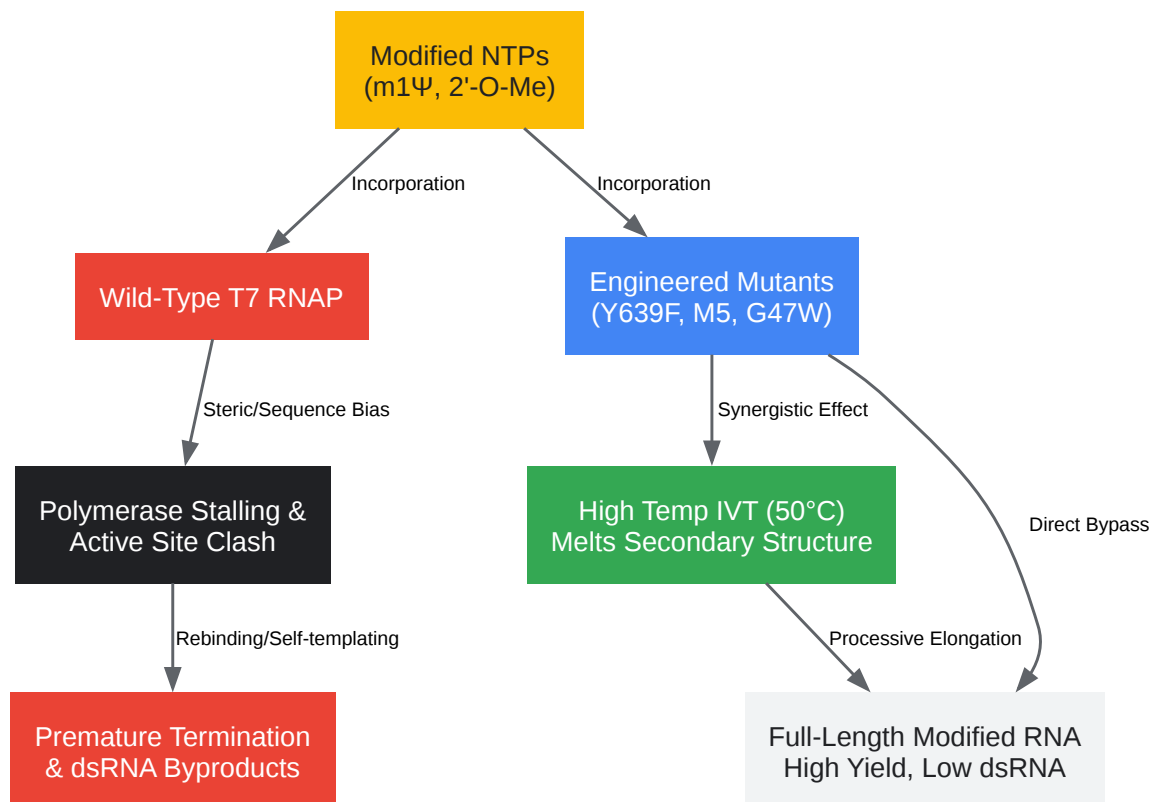 Modified NTPs
(m1Ψ, 2'-O-Me)
Incorporation
Incorporation
Wild-Type T7 RNAP
Engineered Mutants
(Y639F, M5, G47W)
Steric/Sequence Bias
Synergistic Effect
Polymerase Stalling &
Active Site Clash
High Temp IVT (50°C)
Melts Secondary Structure
Direct Bypass
Rebinding/Self-templating
Processive Elongation
Premature Termination
& dsRNA Byproducts
Full-Length Modified RNA
High Yield, Low dsRNA